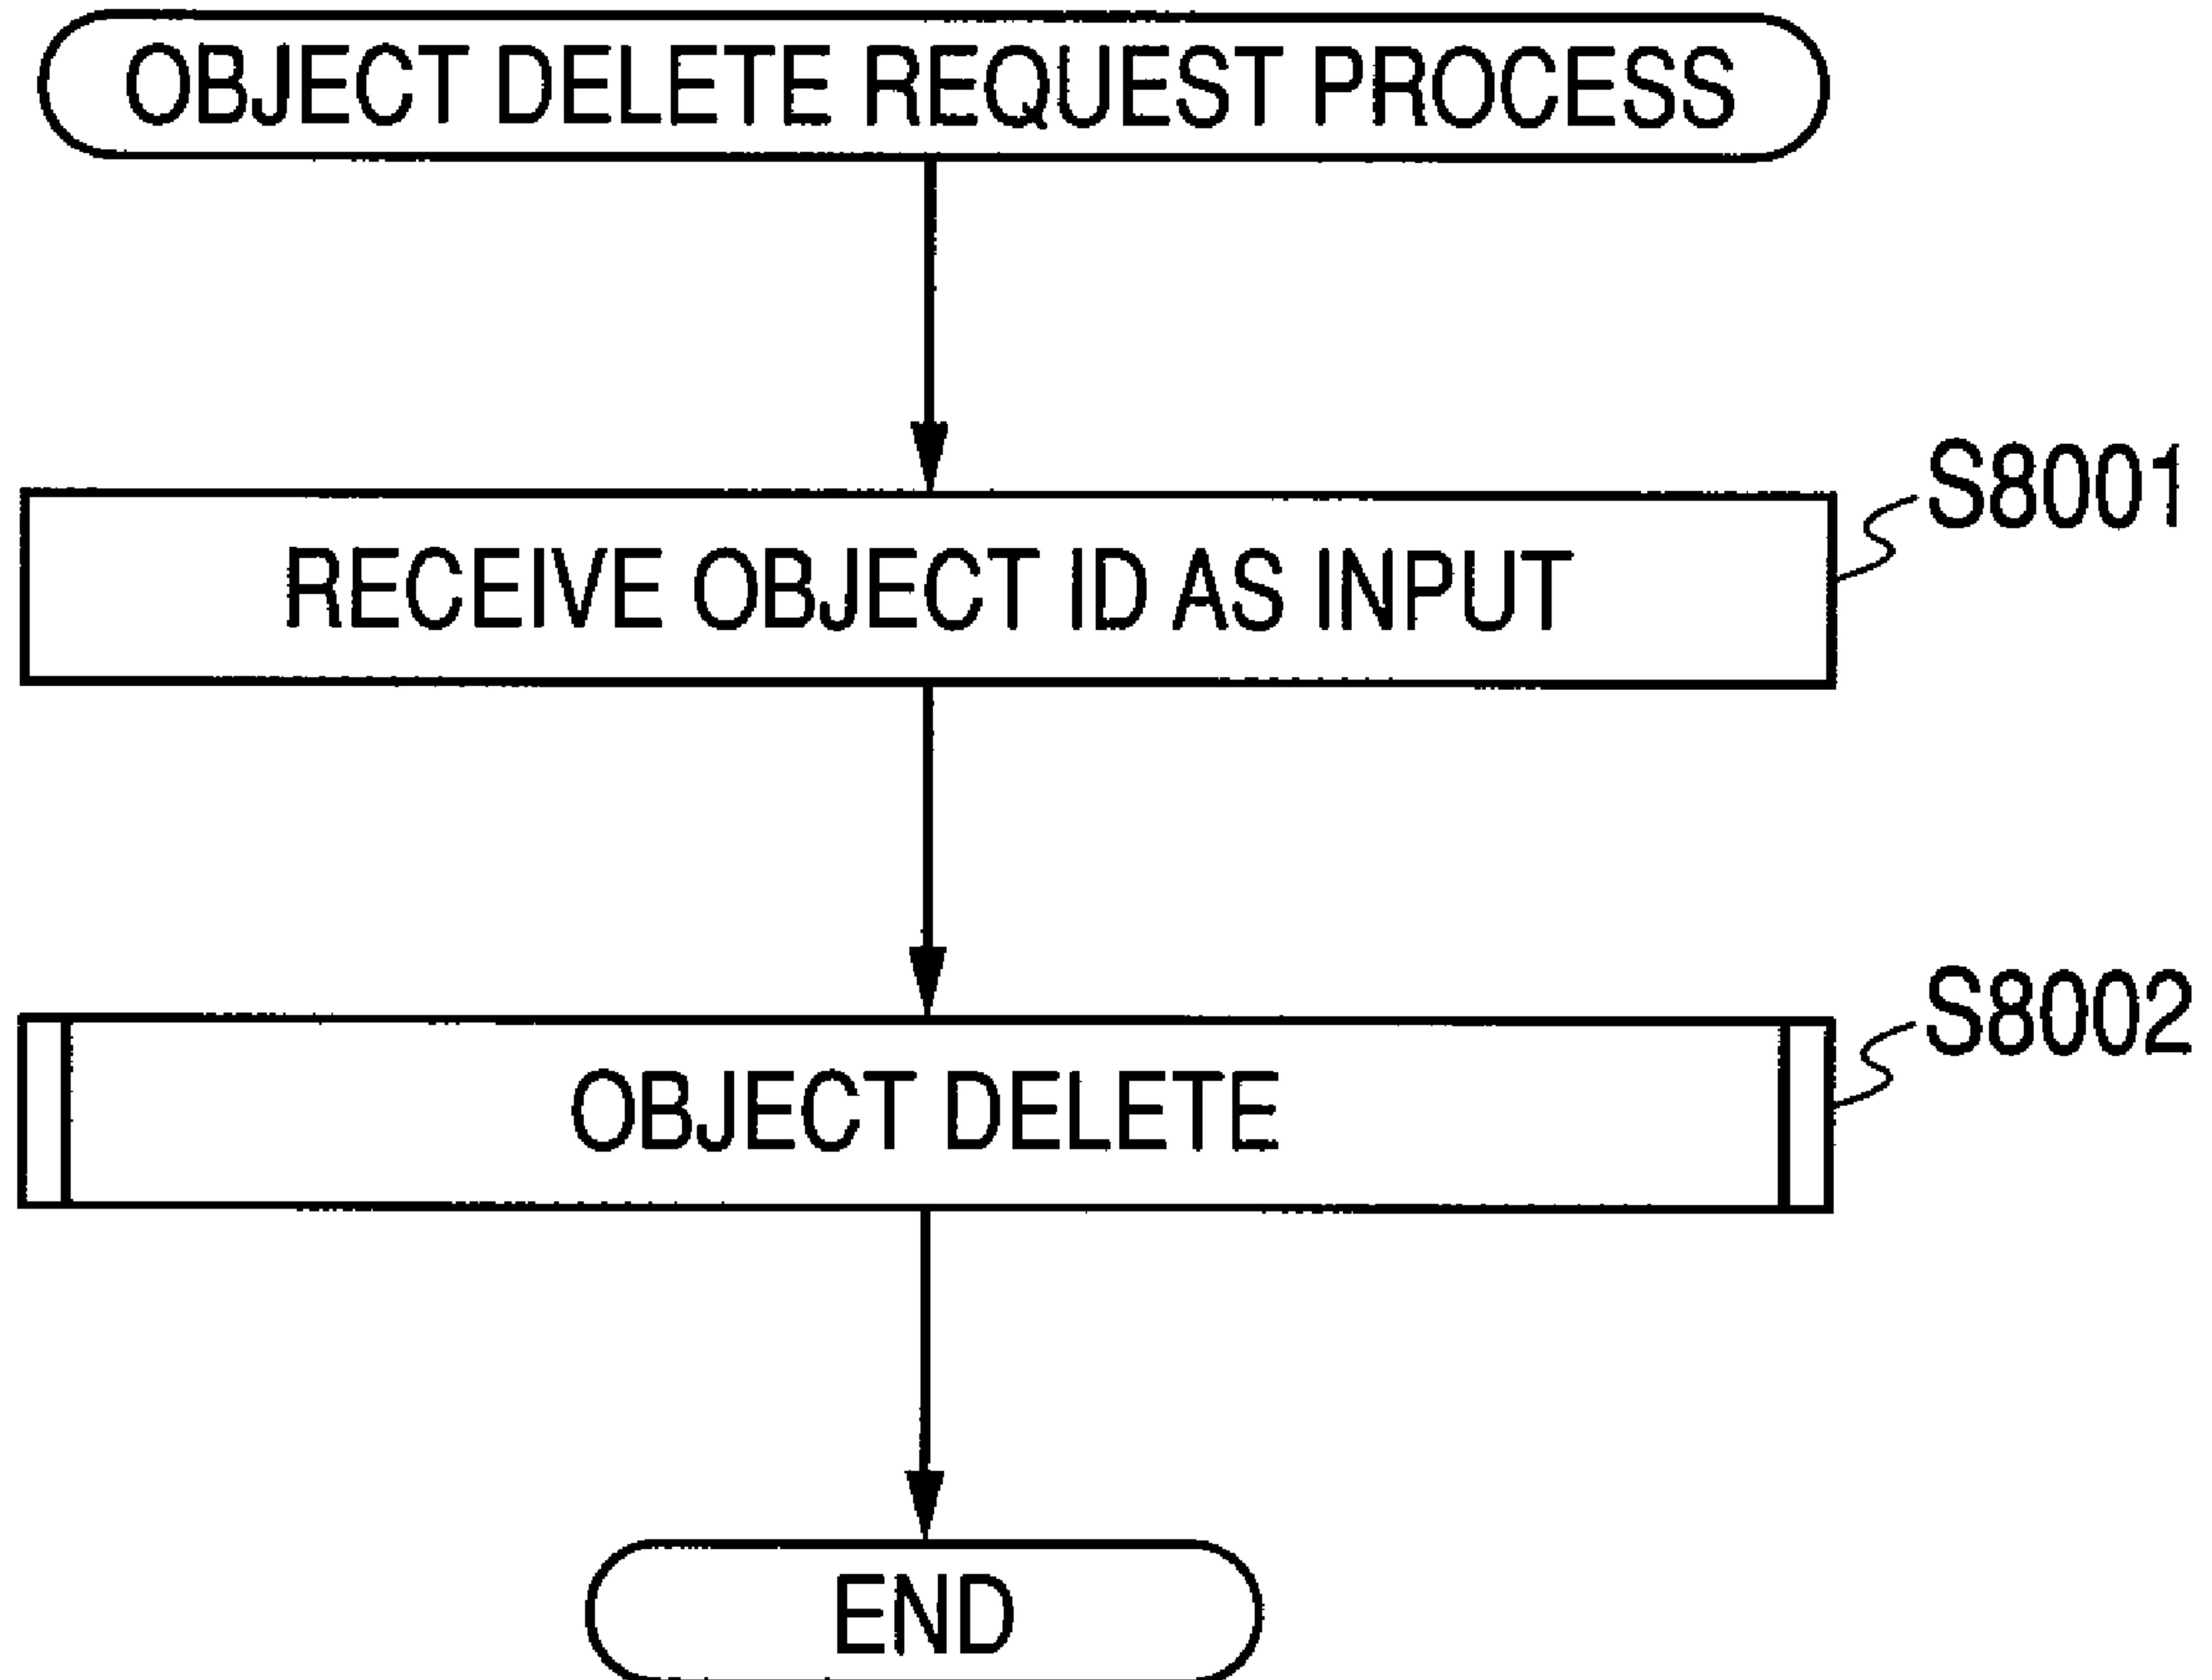 OBJECT DELETE REQUEST PROCESS
S8001
RECEIVE OBJECT ID AS INPUT
S8002
OBJECT DELETE
END